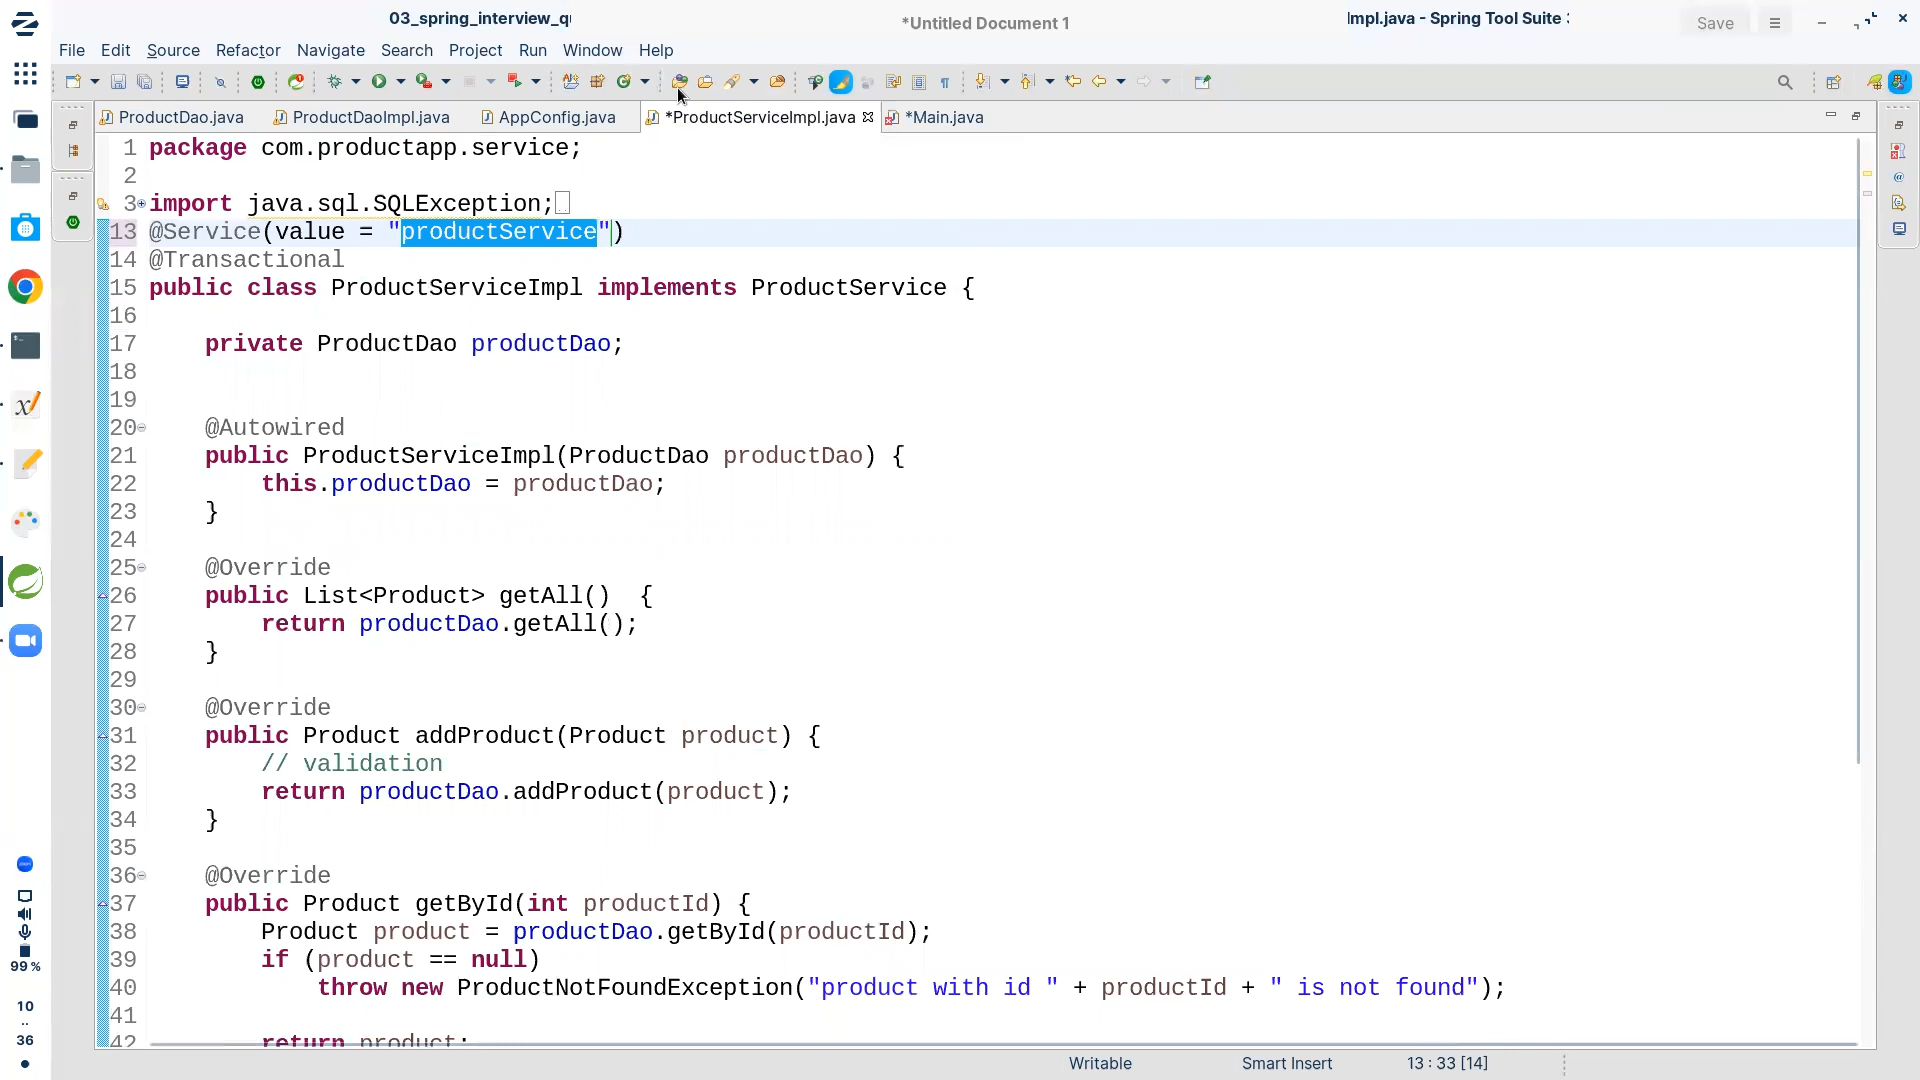 03_spring_interview_qu
*Untitled Document 1
Impl.java - Spring Tool Suite
Save
File Edit Source Refactor Navigate Search Project Run Window Help
ProductDao.java ProductDaoImpl.java AppConfig.java *ProductServiceImpl.java *Main.java
1 package com.productapp.service;
2
3 import java.sql.SQLException;
13 @Service(value = "productService")
14 @Transactional
15 public class ProductServiceImpl implements ProductService {
16
17 private ProductDao productDao;
18
19
20 @Autowired
21 public ProductServiceImpl(ProductDao productDao) {
22 this.productDao = productDao;
23 }
24
25 @Override
26 public List<Product> getAll() {
27 return productDao.getAll();
28 }
29
30 @Override
31 public Product addProduct(Product product) {
32 // validation
33 return productDao.addProduct(product);
34 }
35
36 @Override
37 public Product getById(int productId) {
38 Product product = productDao.getById(productId);
39 if (product == null)
40 throw new ProductNotFoundException("product with id " + productId + " is not found");
41
42 return product;
99 %
10
..
36
Writable Smart Insert 13 : 33 [14]